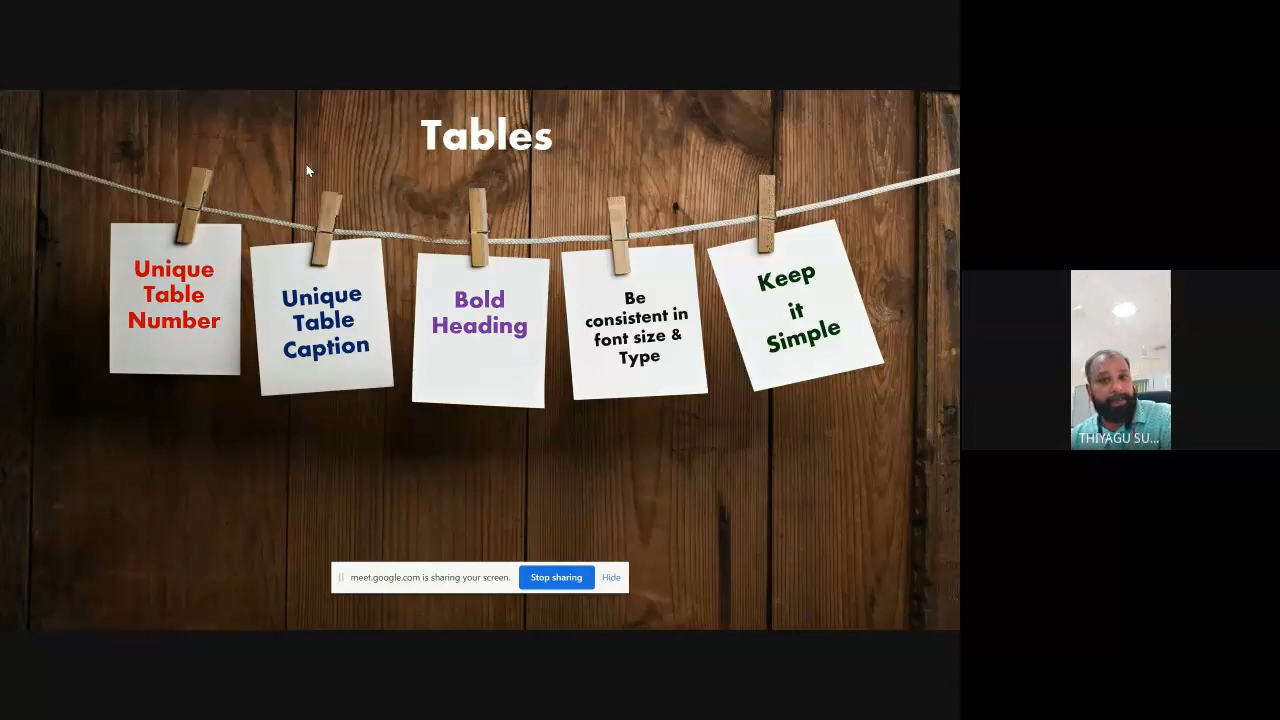 Tables
Unique
Table
Number
Unique
Table
Caption
Bold
Heading
Be
consistent in
font size &
Type
Keep
it
Simple
meet.google.com is sharing your screen.
Stop sharing
Hide
THIYAGU SU...